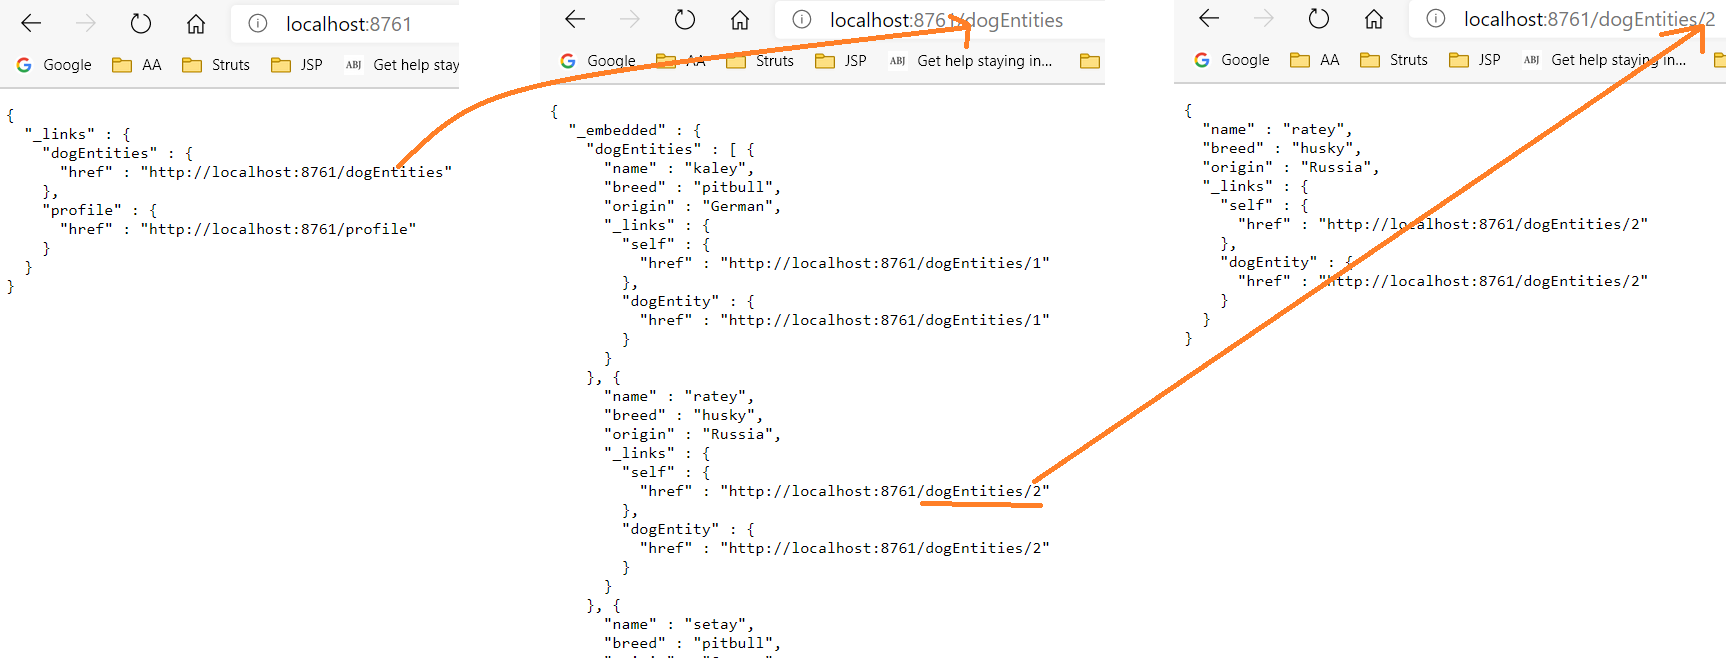 localhost:8761
Google AA Struts JSP ABJ Get help stay
{
"_links" : {
"dogEntities" : {
"href" : "http://localhost:8761/dogEntities"
},
"profile" : {
"href" : "http://localhost:8761/profile"
}
}
}
localhost:8761/dogEntities
Google AA Struts JSP ABJ Get help staying in...
{
"_embedded" : {
"dogEntities" : [ {
"name" : "kaley",
"breed" : "pitbull",
"origin" : "German",
"_links" : {
"self" : {
"href" : "http://localhost:8761/dogEntities/1"
},
"dogEntity" : {
"href" : "http://localhost:8761/dogEntities/1"
}
}
}, {
"name" : "ratey",
"breed" : "husky",
"origin" : "Russia",
"_links" : {
"self" : {
"href" : "http://localhost:8761/dogEntities/2"
},
"dogEntity" : {
"href" : "http://localhost:8761/dogEntities/2"
}
}
}, {
"name" : "setay",
"breed" : "pitbull",
localhost:8761/dogEntities/2
Google AA Struts JSP ABJ Get help staying in...
{
"name" : "ratey",
"breed" : "husky",
"origin" : "Russia",
"_links" : {
"self" : {
"href" : "http://localhost:8761/dogEntities/2"
},
"dogEntity" : {
"href" : "http://localhost:8761/dogEntities/2"
}
}
}